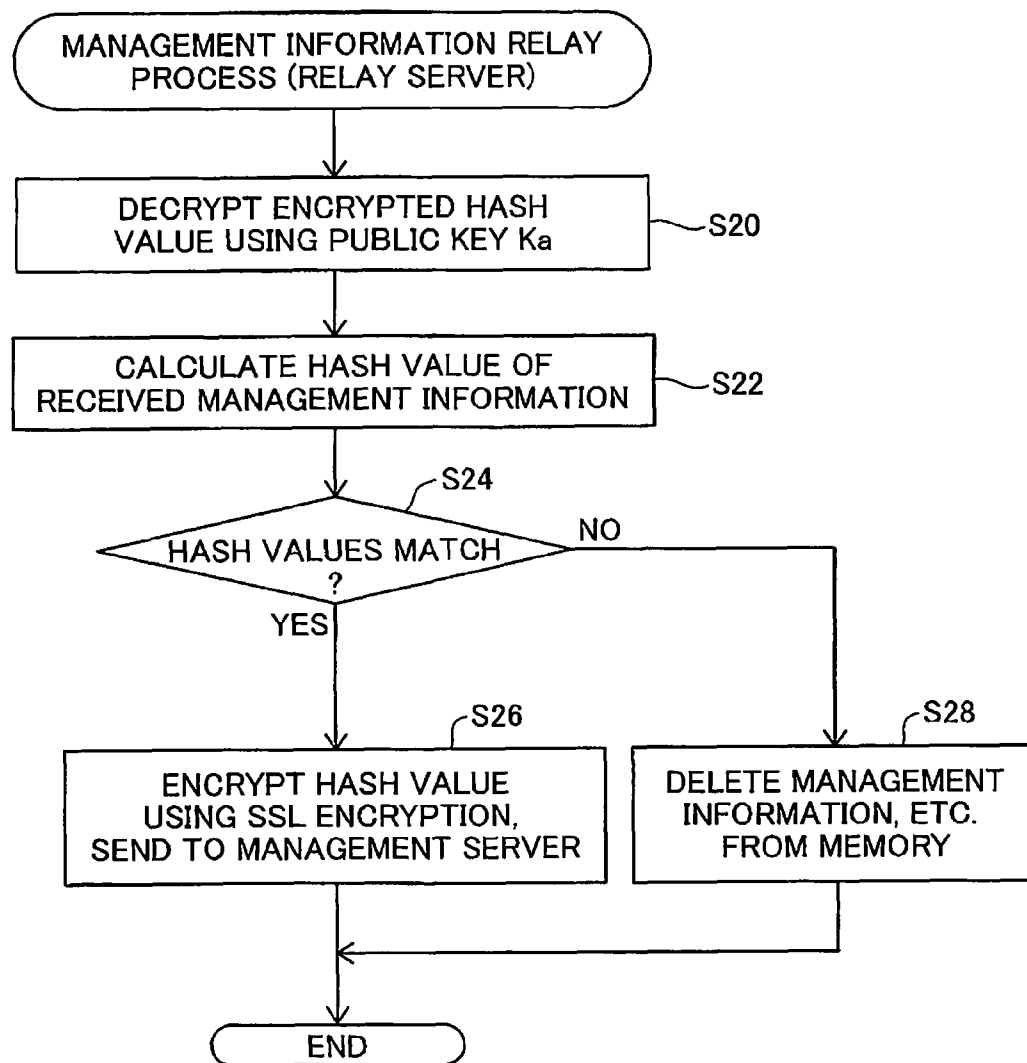 MANAGEMENT INFORMATION RELAY
PROCESS (RELAY SERVER)
DECRYPT ENCRYPTED HASH
VALUE USING PUBLIC KEY Ka
S20
CALCULATE HASH VALUE OF
RECEIVED MANAGEMENT INFORMATION
S22
S24
HASH VALUES MATCH
?
NO
YES
S26
ENCRYPT HASH VALUE
USING SSL ENCRYPTION,
SEND TO MANAGEMENT SERVER
S28
DELETE MANAGEMENT
INFORMATION, ETC.
FROM MEMORY
END